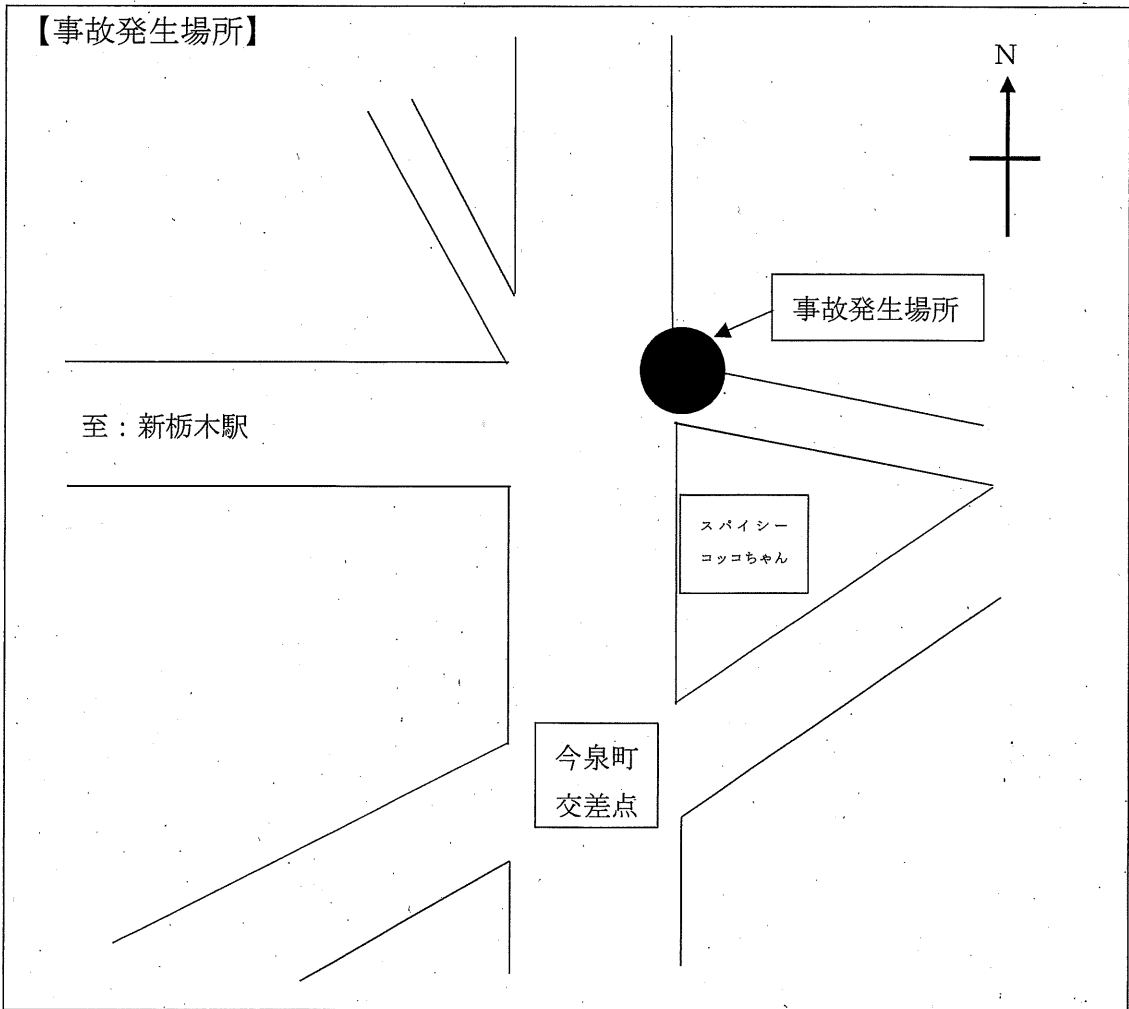 【事故発生場所】
N
事故発生場所
至：新栃木駅
スパイシー
コッコちゃん
今泉町
交差点